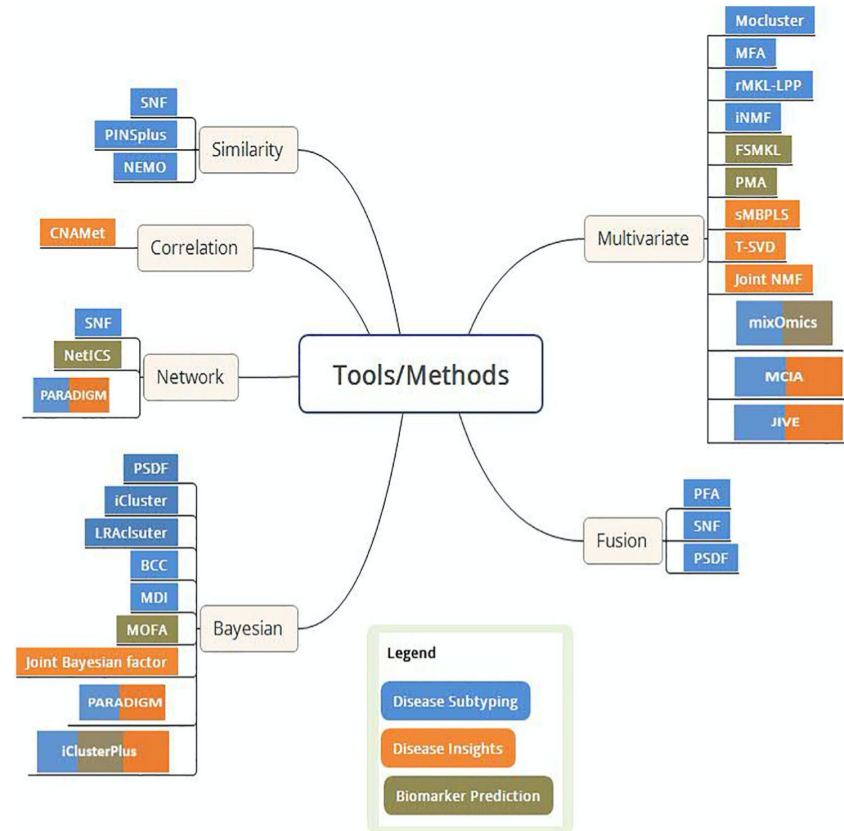 Tools/Methods
Similarity
SNF
PINSplus
NEMO
Correlation
CNAMet
Network
SNF
NetICS
PARADIGM
Bayesian
PSDF
iCluster
LRAclsuter
BCC
MDI
MOFA
Joint Bayesian factor
PARADIGM
iClusterPlus
Multivariate
Mocluster
MFA
rMKL-LPP
iNMF
FSMKL
PMA
sMBPLS
T-SVD
Joint NMF
mixOmics
MCIA
JIVE
Fusion
PFA
SNF
PSDF
Legend
Disease Subtyping
Disease Insights
Biomarker Prediction